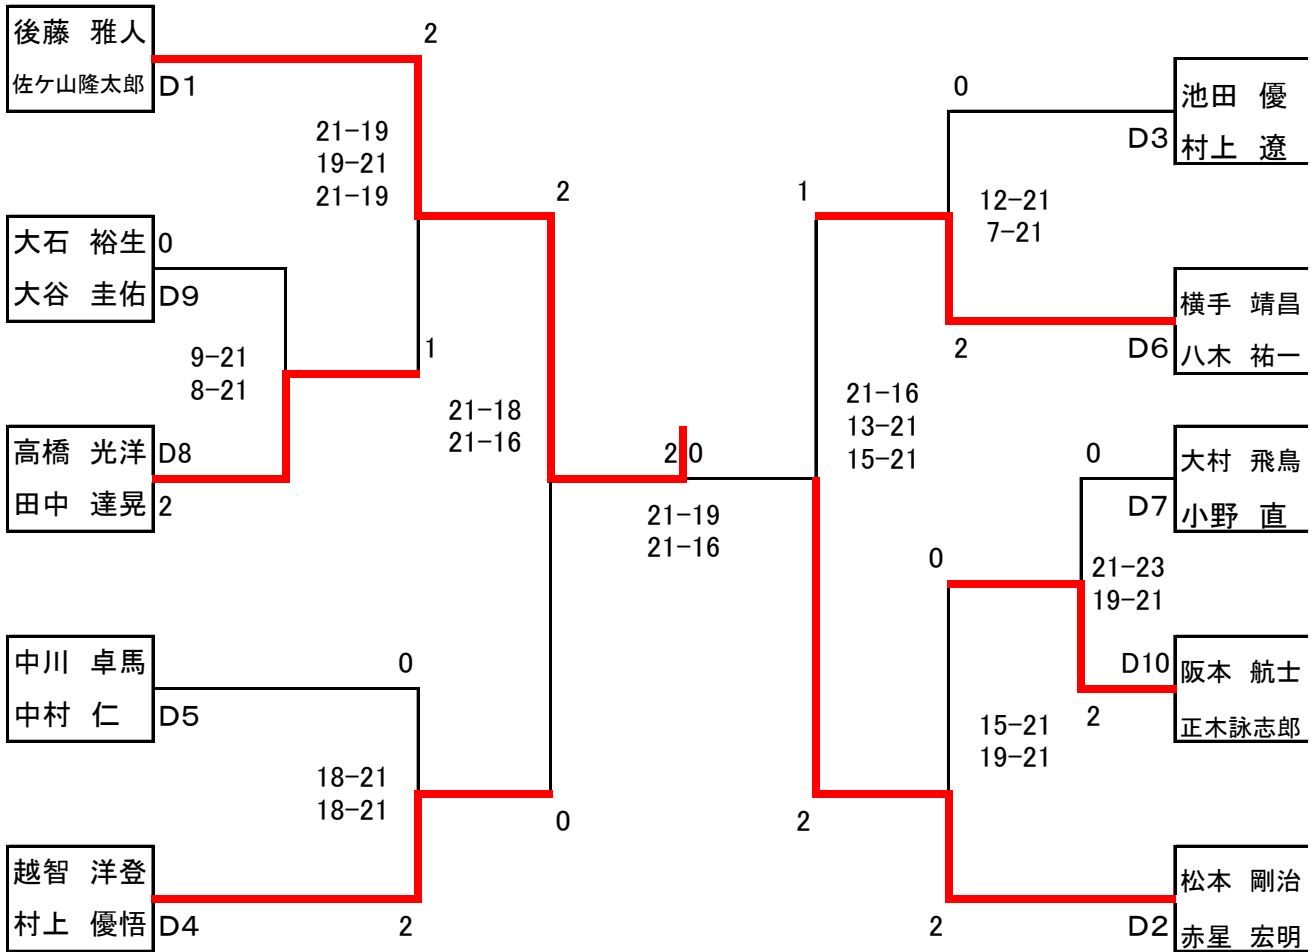 後藤 雅人
佐ケ山隆太郎
D1
2
21-19
19-21
21-19
大石 裕生
大谷 圭佑
0
D9
9-21
8-21
1
高橋 光洋
田中 達晃
D8
2
2
21-18
21-16
中川 卓馬
中村 仁
D5
0
18-21
18-21
0
越智 洋登
村上 優悟
D4
2
2 0
21-19
21-16
0
池田 優
村上 遼
D3
1
12-21
7-21
横手 靖昌
八木 祐一
D6
2
21-16
13-21
15-21
0
大村 飛鳥
小野 直
D7
0
21-23
19-21
阪本 航士
正木詠志郎
D10
2
15-21
19-21
2
松本 剛治
赤星 宏明
D2
2